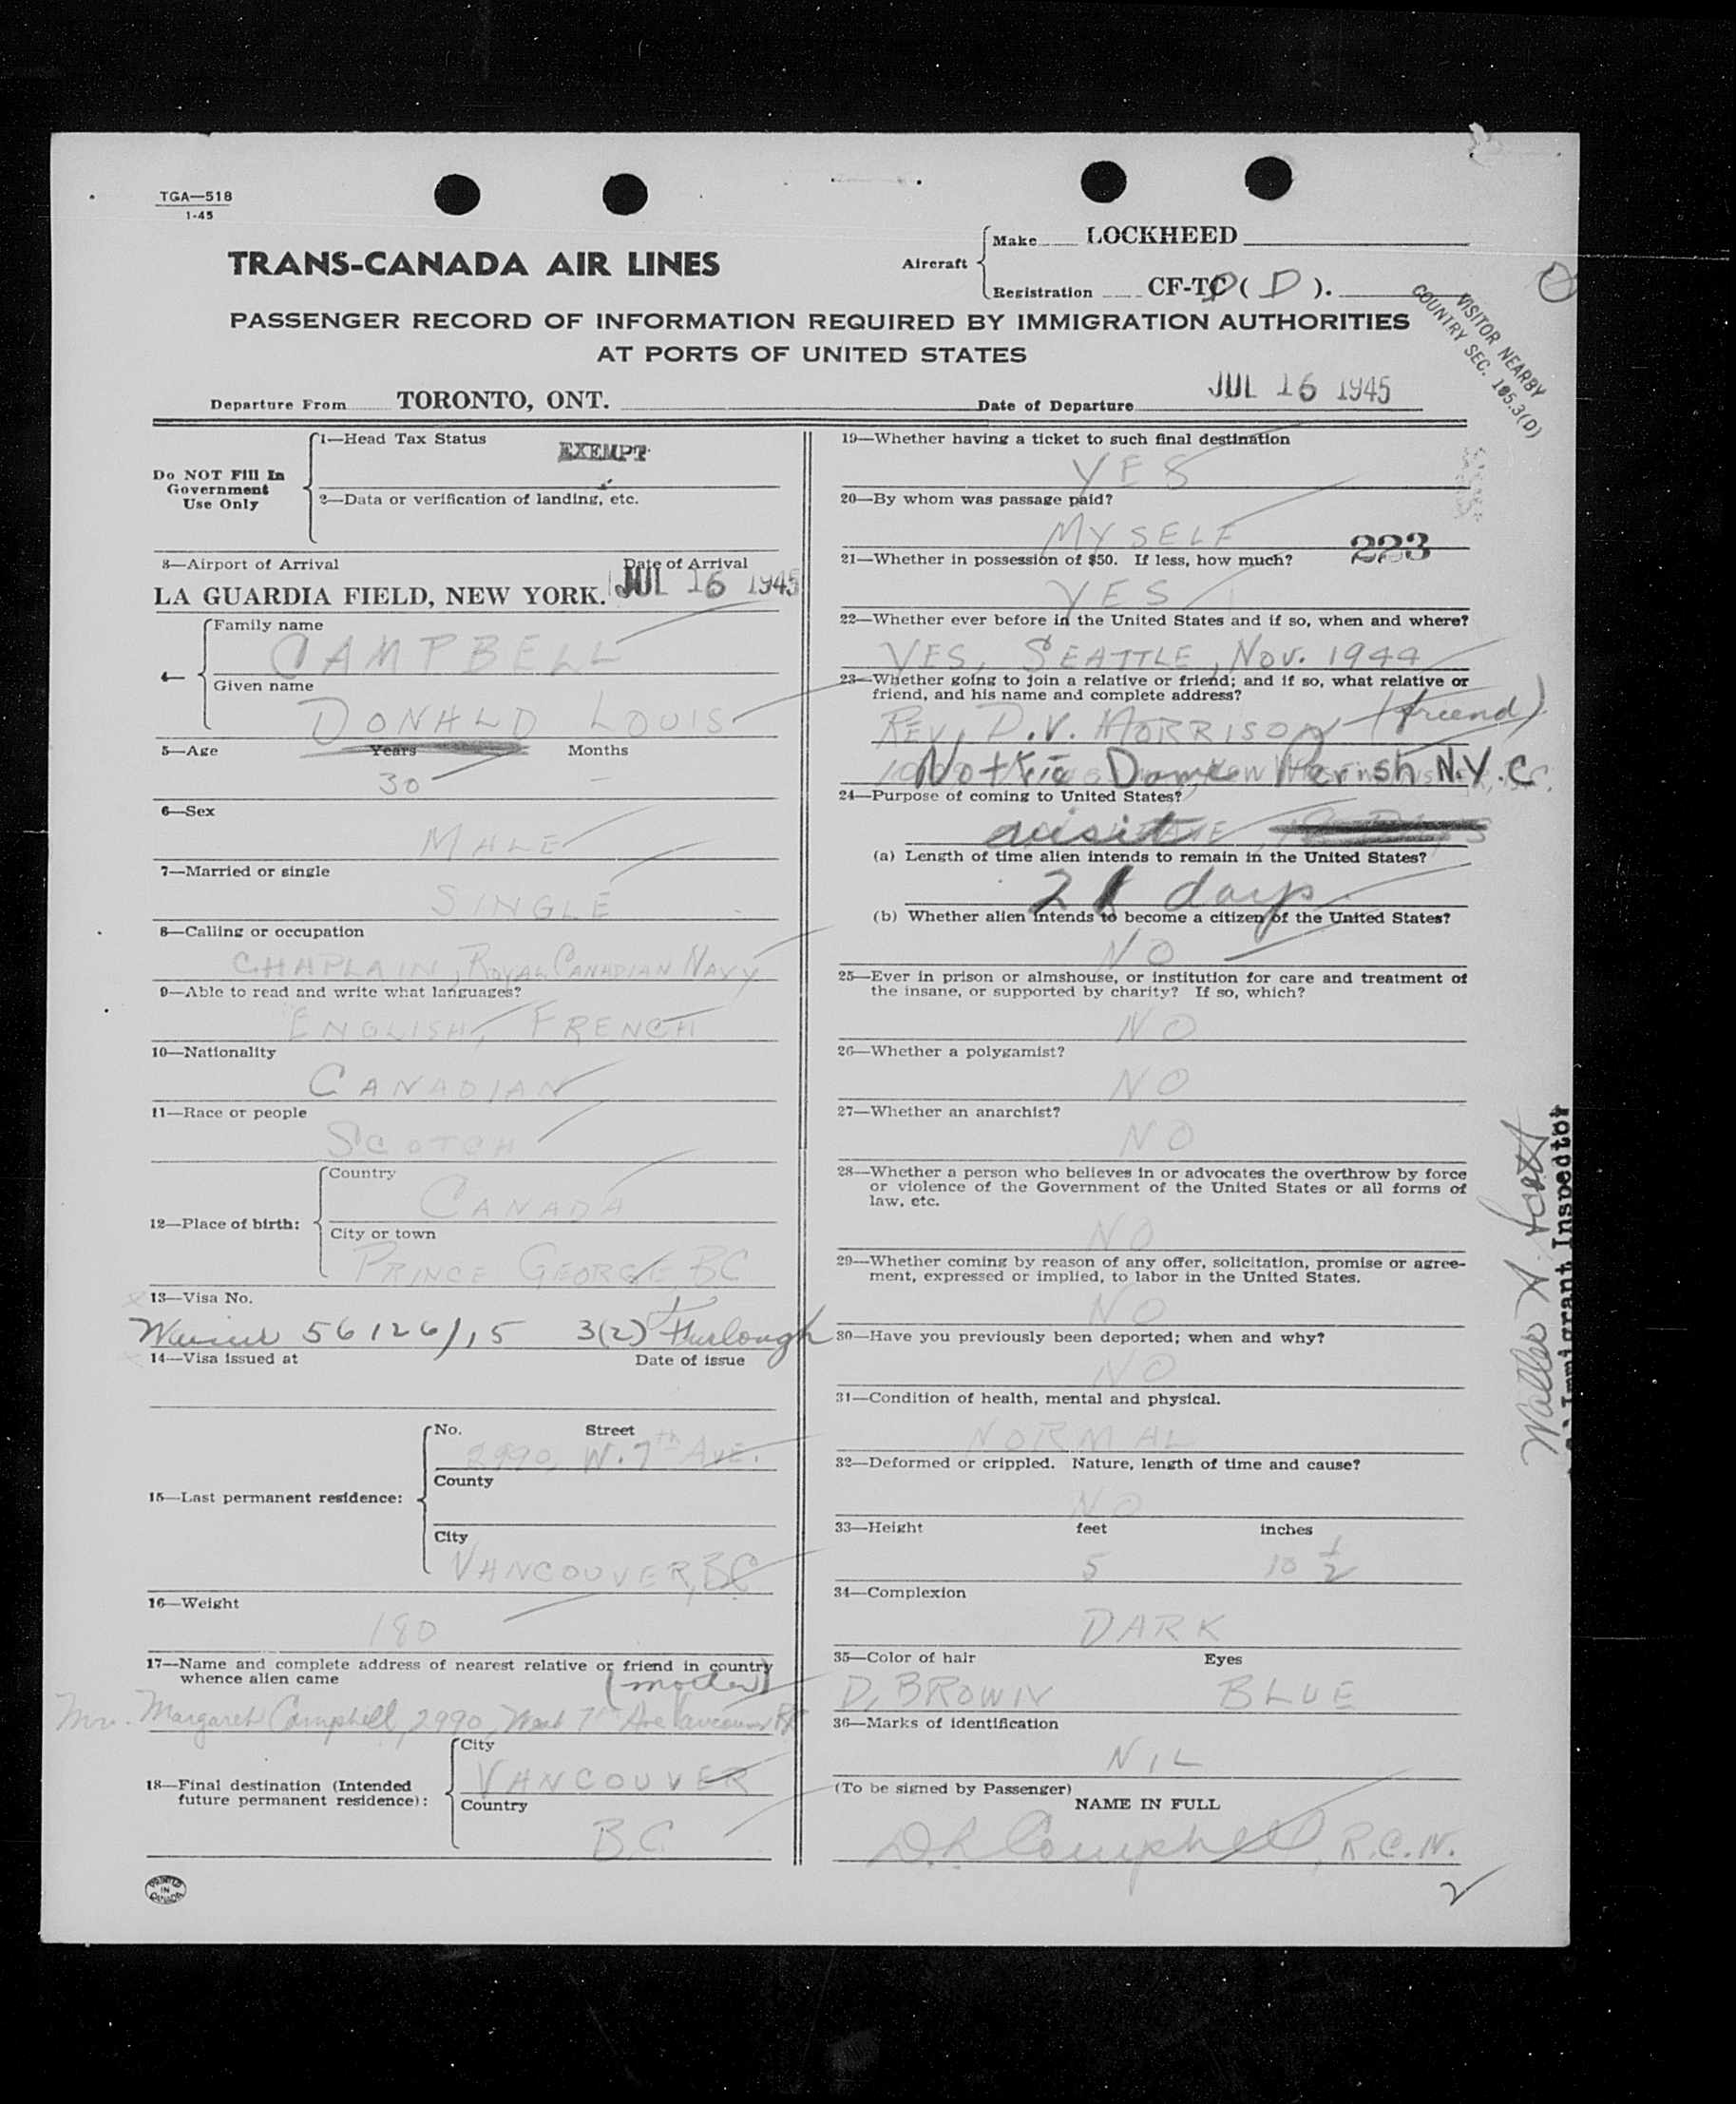 TGA—518
1-45
TRANS-CANADA AIR LINES
Aircraft
Make LOCKHEED
Registration CF-TC ( D ).
PASSENGER RECORD OF INFORMATION REQUIRED BY IMMIGRATION AUTHORITIES
AT PORTS OF UNITED STATES
VISITOR NEARBY
COUNTRY SEC. 165.3(D)
Departure From TORONTO, ONT.
Date of Departure JUL 16 1945
Do NOT Fill In
Government
Use Only
1—Head Tax Status
EXEMPT
2—Data or verification of landing, etc.
3—Airport of Arrival
Date of Arrival
LA GUARDIA FIELD, NEW YORK. JUL 16 1945
4—
Family name
CAMPBELL
Given name
DONALD LOUIS
5—Age Years Months
30 —
6—Sex
MALE
7—Married or single
SINGLE
8—Calling or occupation
CHAPLAIN, ROYAL CANADIAN NAVY
9—Able to read and write what languages?
ENGLISH, FRENCH
10—Nationality
CANADIAN
11—Race or people
SCOTCH
12—Place of birth:
Country
CANADA
City or town
PRINCE GEORGE, BC
13—Visa No.
56126/15 3(2) Furlough
14—Visa issued at Date of issue
15—Last permanent residence:
No. Street
2990, W. 7th AVE.
County
City
VANCOUVER, BC
16—Weight
180
17—Name and complete address of nearest relative or friend in country
whence alien came
(mother)
Mrs. Margaret Campbell, 2990, West 7th Ave Vancouver BC
18—Final destination (Intended
future permanent residence):
City
VANCOUVER
Country
B.C.
PRINTED
IN
CANADA
19—Whether having a ticket to such final destination
YES
20—By whom was passage paid?
MYSELF
223
21—Whether in possession of $50. If less, how much?
YES
22—Whether ever before in the United States and if so, when and where?
YES, SEATTLE, NOV. 1944
23—Whether going to join a relative or friend; and if so, what relative or
friend, and his name and complete address?
REV. D.V. MORRISON (friend)
Notre Dame Parish N.Y.C
24—Purpose of coming to United States?
visit
(a) Length of time alien intends to remain in the United States?
21 days
(b) Whether alien intends to become a citizen of the United States?
NO
25—Ever in prison or almshouse, or institution for care and treatment of
the insane, or supported by charity? If so, which?
NO
26—Whether a polygamist?
NO
27—Whether an anarchist?
NO
28—Whether a person who believes in or advocates the overthrow by force
or violence of the Government of the United States or all forms of
law, etc.
NO
29—Whether coming by reason of any offer, solicitation, promise or agree-
ment, expressed or implied, to labor in the United States.
NO
30—Have you previously been deported; when and why?
NO
31—Condition of health, mental and physical.
NORMAL
32—Deformed or crippled. Nature, length of time and cause?
NO
33—Height feet inches
5 10 1/2
34—Complexion
DARK
35—Color of hair Eyes
D. BROWN BLUE
36—Marks of identification
NIL
(To be signed by Passenger)
NAME IN FULL
D.L. Campbell, R.C.N.
2
Immigrant Inspector